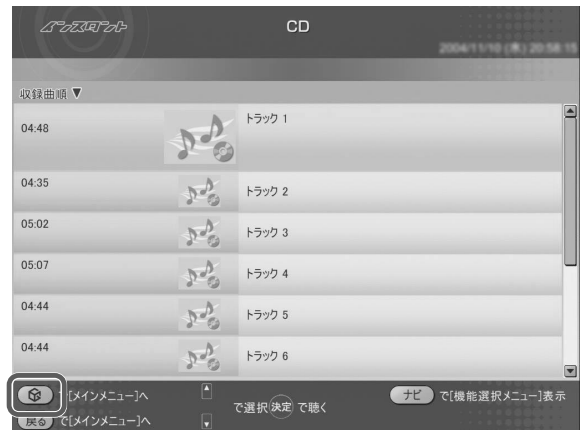 インスタント
CD
2004/11/10 (水) 20:58:15
収録曲順▼
04:48 トラック 1
04:35 トラック 2
05:02 トラック 3
05:07 トラック 4
04:44 トラック 5
04:44 トラック 6
で[メインメニュー]へ
戻る で[メインメニュー]へ
で選択 決定 で聴く
ナビ で[機能選択メニュー]表示